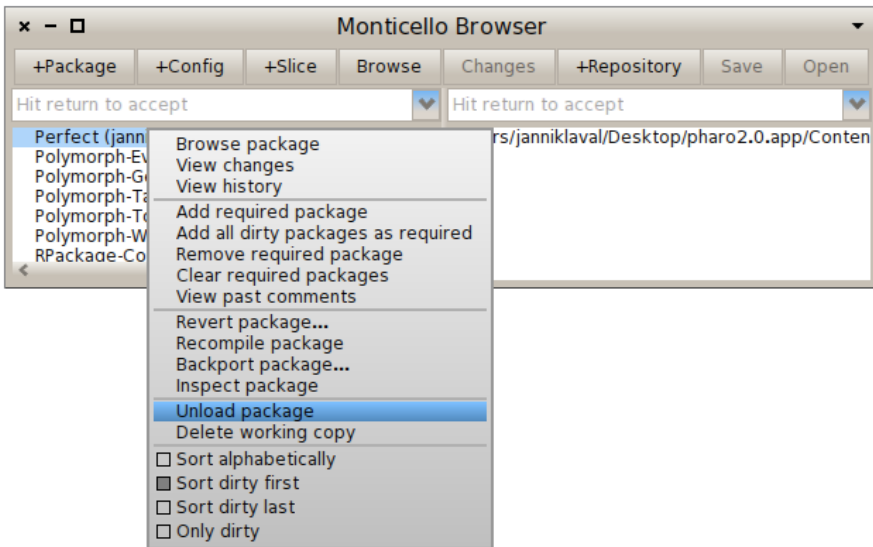 Monticello Browser
+Package +Config +Slice Browse Changes +Repository Save Open
Hit return to accept Hit return to accept
Perfect (jann
rs/janniklaval/Desktop/pharo2.0.app/Conten
Polymorph-Ev
Polymorph-Ge
Polymorph-Ta
Polymorph-To
Polymorph-W
RPackage-Co
Browse package
View changes
View history
Add required package
Add all dirty packages as required
Remove required package
Clear required packages
View past comments
Revert package...
Recompile package
Backport package...
Inspect package
Unload package
Delete working copy
Sort alphabetically
Sort dirty first
Sort dirty last
Only dirty